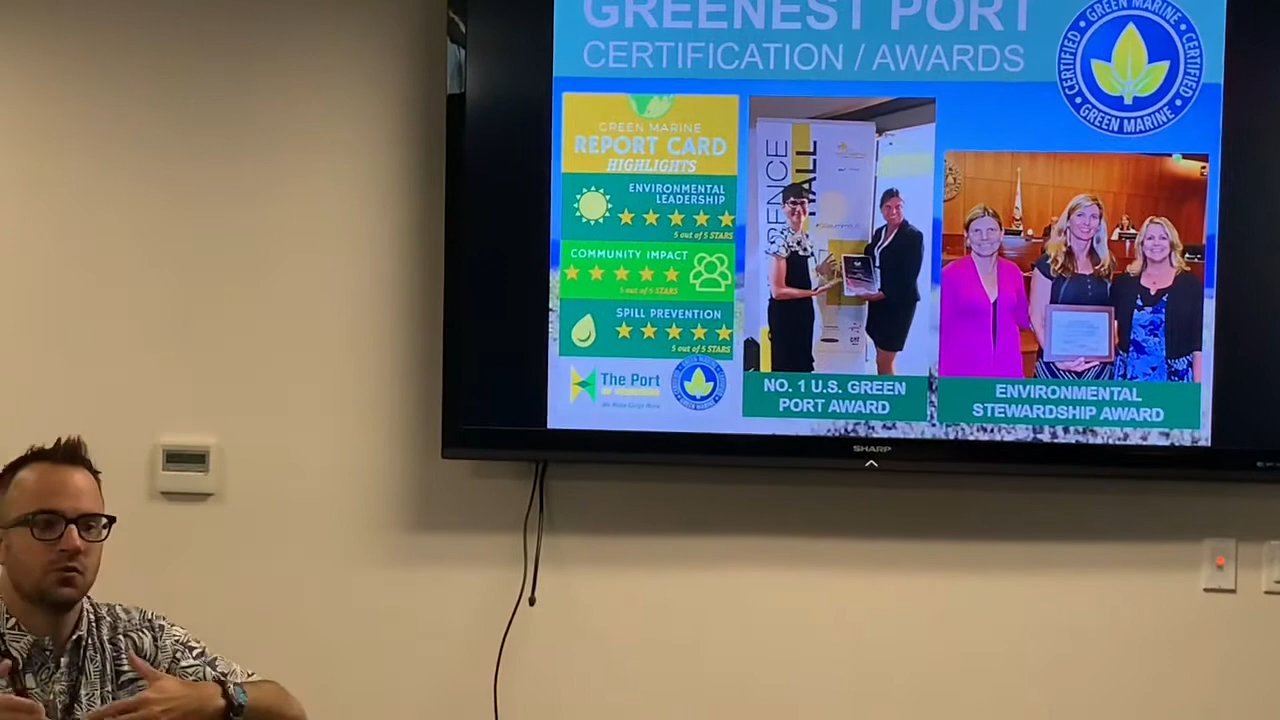 GREENEST PORT
CERTIFICATION / AWARDS
GREEN MARINE
CERTIFIED
CERTIFIED
GREEN MARINE
GREEN MARINE
REPORT CARD
HIGHLIGHTS
ENVIRONMENTAL
LEADERSHIP
5 out of 5 STARS
COMMUNITY IMPACT
5 out of 5 STARS
SPILL PREVENTION
5 out of 5 STARS
The Port
HALL
NO. 1 U.S. GREEN
PORT AWARD
ENVIRONMENTAL
STEWARDSHIP AWARD
SHARP